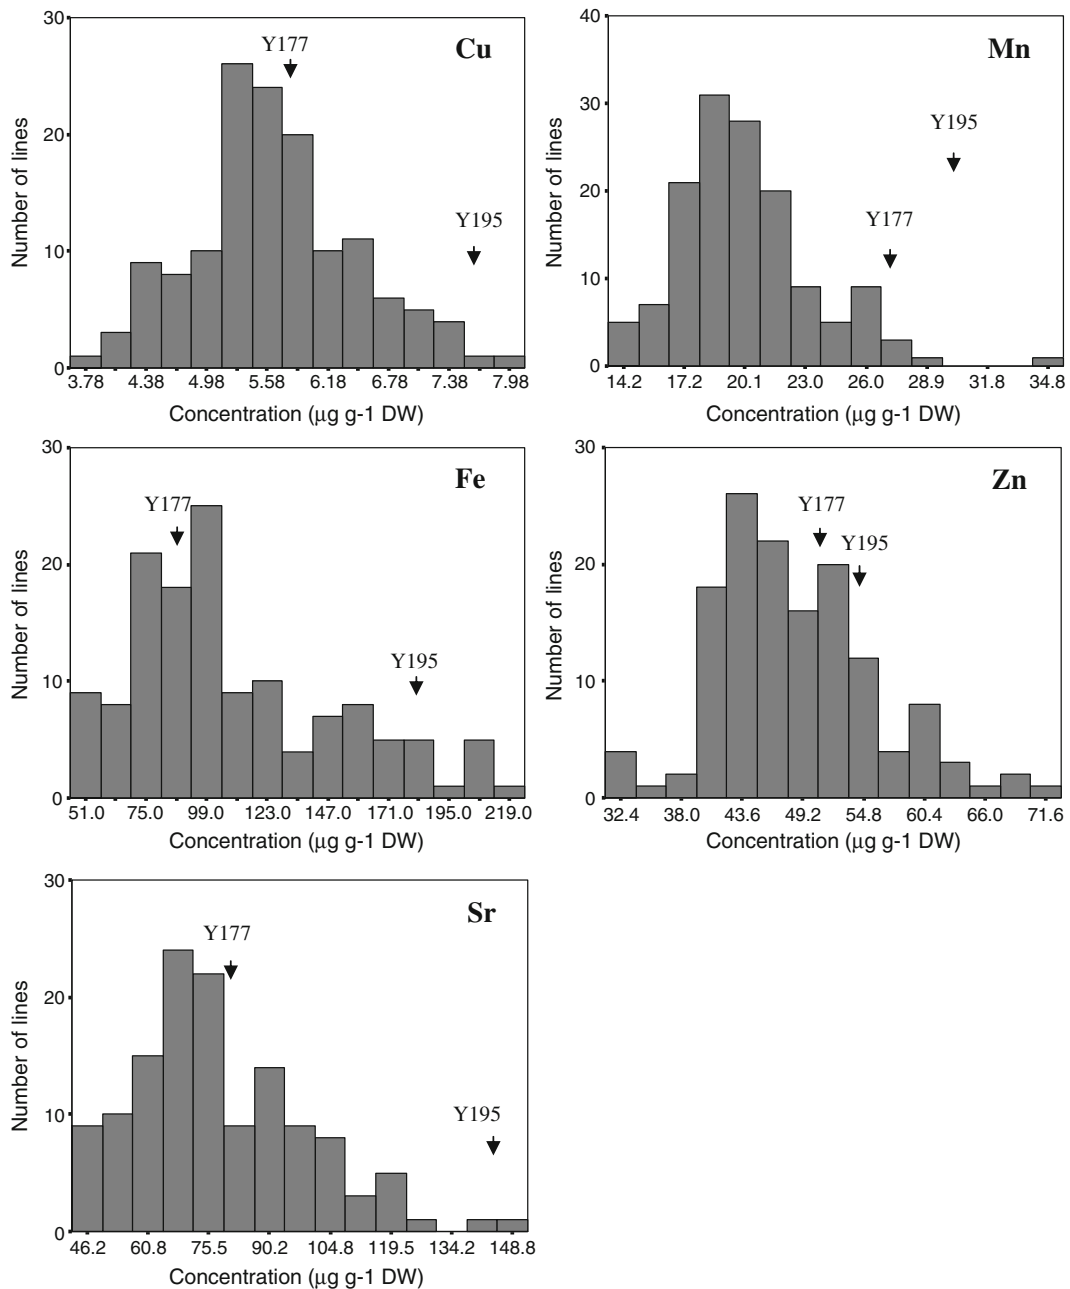 Cu
Number of lines
30
20
10
0
Y177
Y195
3.78 4.38 4.98 5.58 6.18 6.78 7.38 7.98
Concentration (μg g-1 DW)
Mn
Number of lines
40
30
20
10
0
Y195
Y177
14.2 17.2 20.1 23.0 26.0 28.9 31.8 34.8
Concentration (μg g-1 DW)
Fe
Number of lines
30
20
10
0
Y177
Y195
51.0 75.0 99.0 123.0 147.0 171.0 195.0 219.0
Concentration (μg g-1 DW)
Zn
Number of lines
30
20
10
0
Y177
Y195
32.4 38.0 43.6 49.2 54.8 60.4 66.0 71.6
Concentration (μg g-1 DW)
Sr
Number of lines
30
20
10
0
Y177
Y195
46.2 60.8 75.5 90.2 104.8 119.5 134.2 148.8
Concentration (μg g-1 DW)